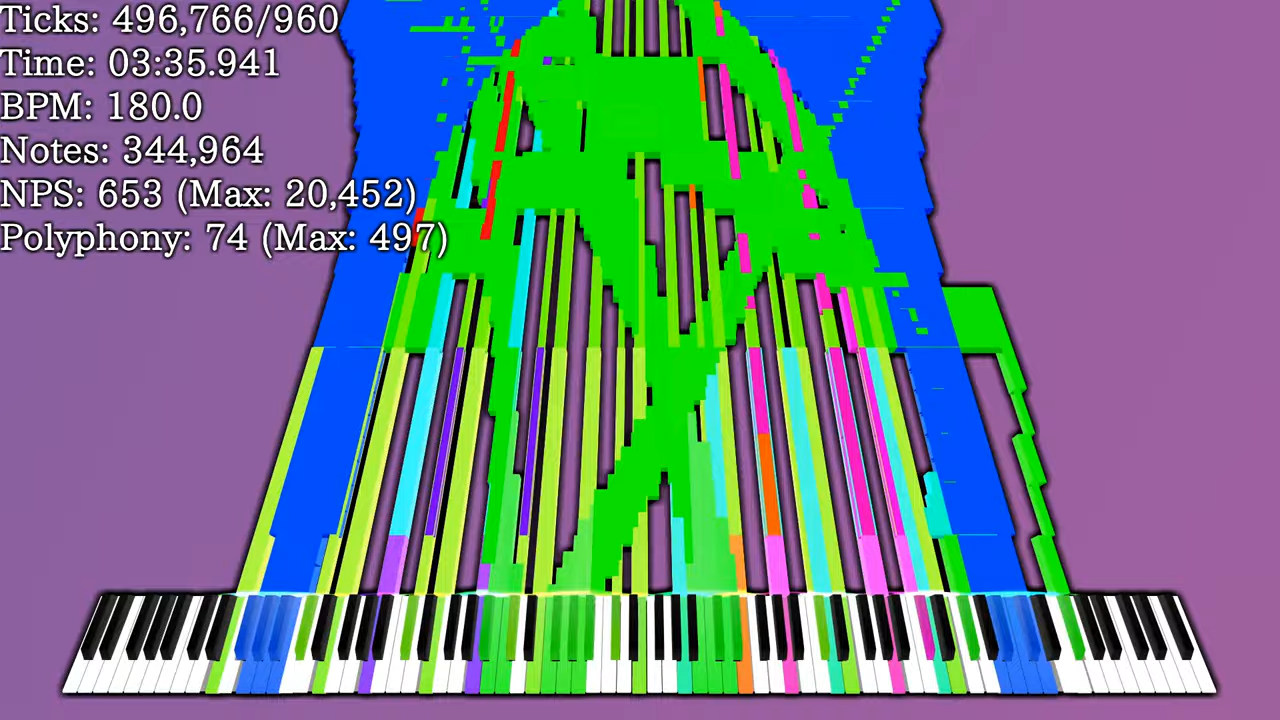 Ticks: 496,766/960
Time: 03:35.941
BPM: 180.0
Notes: 344,964
NPS: 653 (Max: 20,452)
Polyphony: 74 (Max: 497)